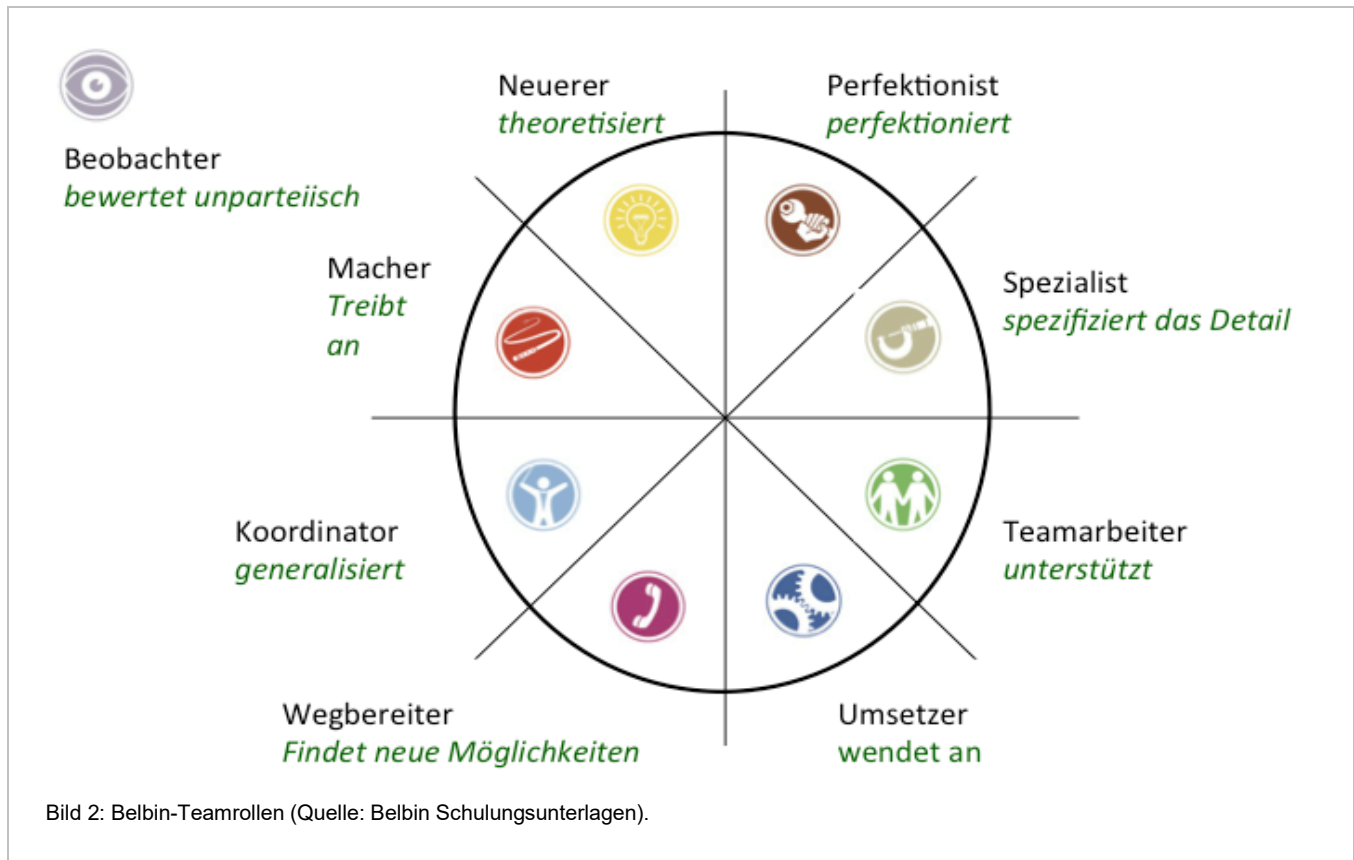 Neuerer
theoretisiert
Perfektionist
perfektioniert
Beobachter
bewertet unparteiisch
Macher
Treibt
an
Spezialist
spezifiziert das Detail
Koordinator
generalisiert
Teamarbeiter
unterstützt
Wegbereiter
Findet neue Möglichkeiten
Umsetzer
wendet an
Bild 2: Belbin-Teamrollen (Quelle: Belbin Schulungsunterlagen).